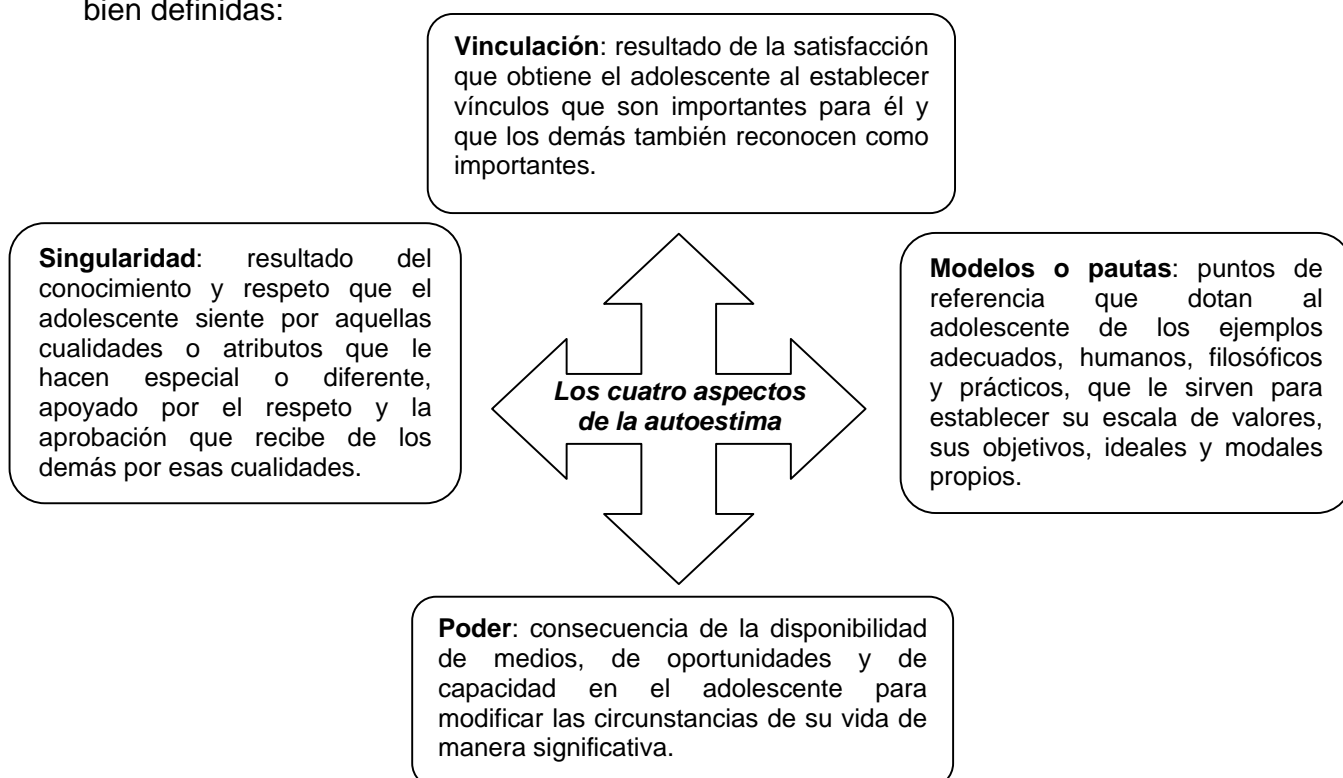 bien definidas:
Vinculación: resultado de la satisfacción
que obtiene el adolescente al establecer
vínculos que son importantes para él y
que los demás también reconocen como
importantes.
Singularidad: resultado del
conocimiento y respeto que el
adolescente siente por aquellas
cualidades o atributos que le
hacen especial o diferente,
apoyado por el respeto y la
aprobación que recibe de los
demás por esas cualidades.
Los cuatro aspectos
de la autoestima
Modelos o pautas: puntos de
referencia que dotan al
adolescente de los ejemplos
adecuados, humanos, filosóficos
y prácticos, que le sirven para
establecer su escala de valores,
sus objetivos, ideales y modales
propios.
Poder: consecuencia de la disponibilidad
de medios, de oportunidades y de
capacidad en el adolescente para
modificar las circunstancias de su vida de
manera significativa.